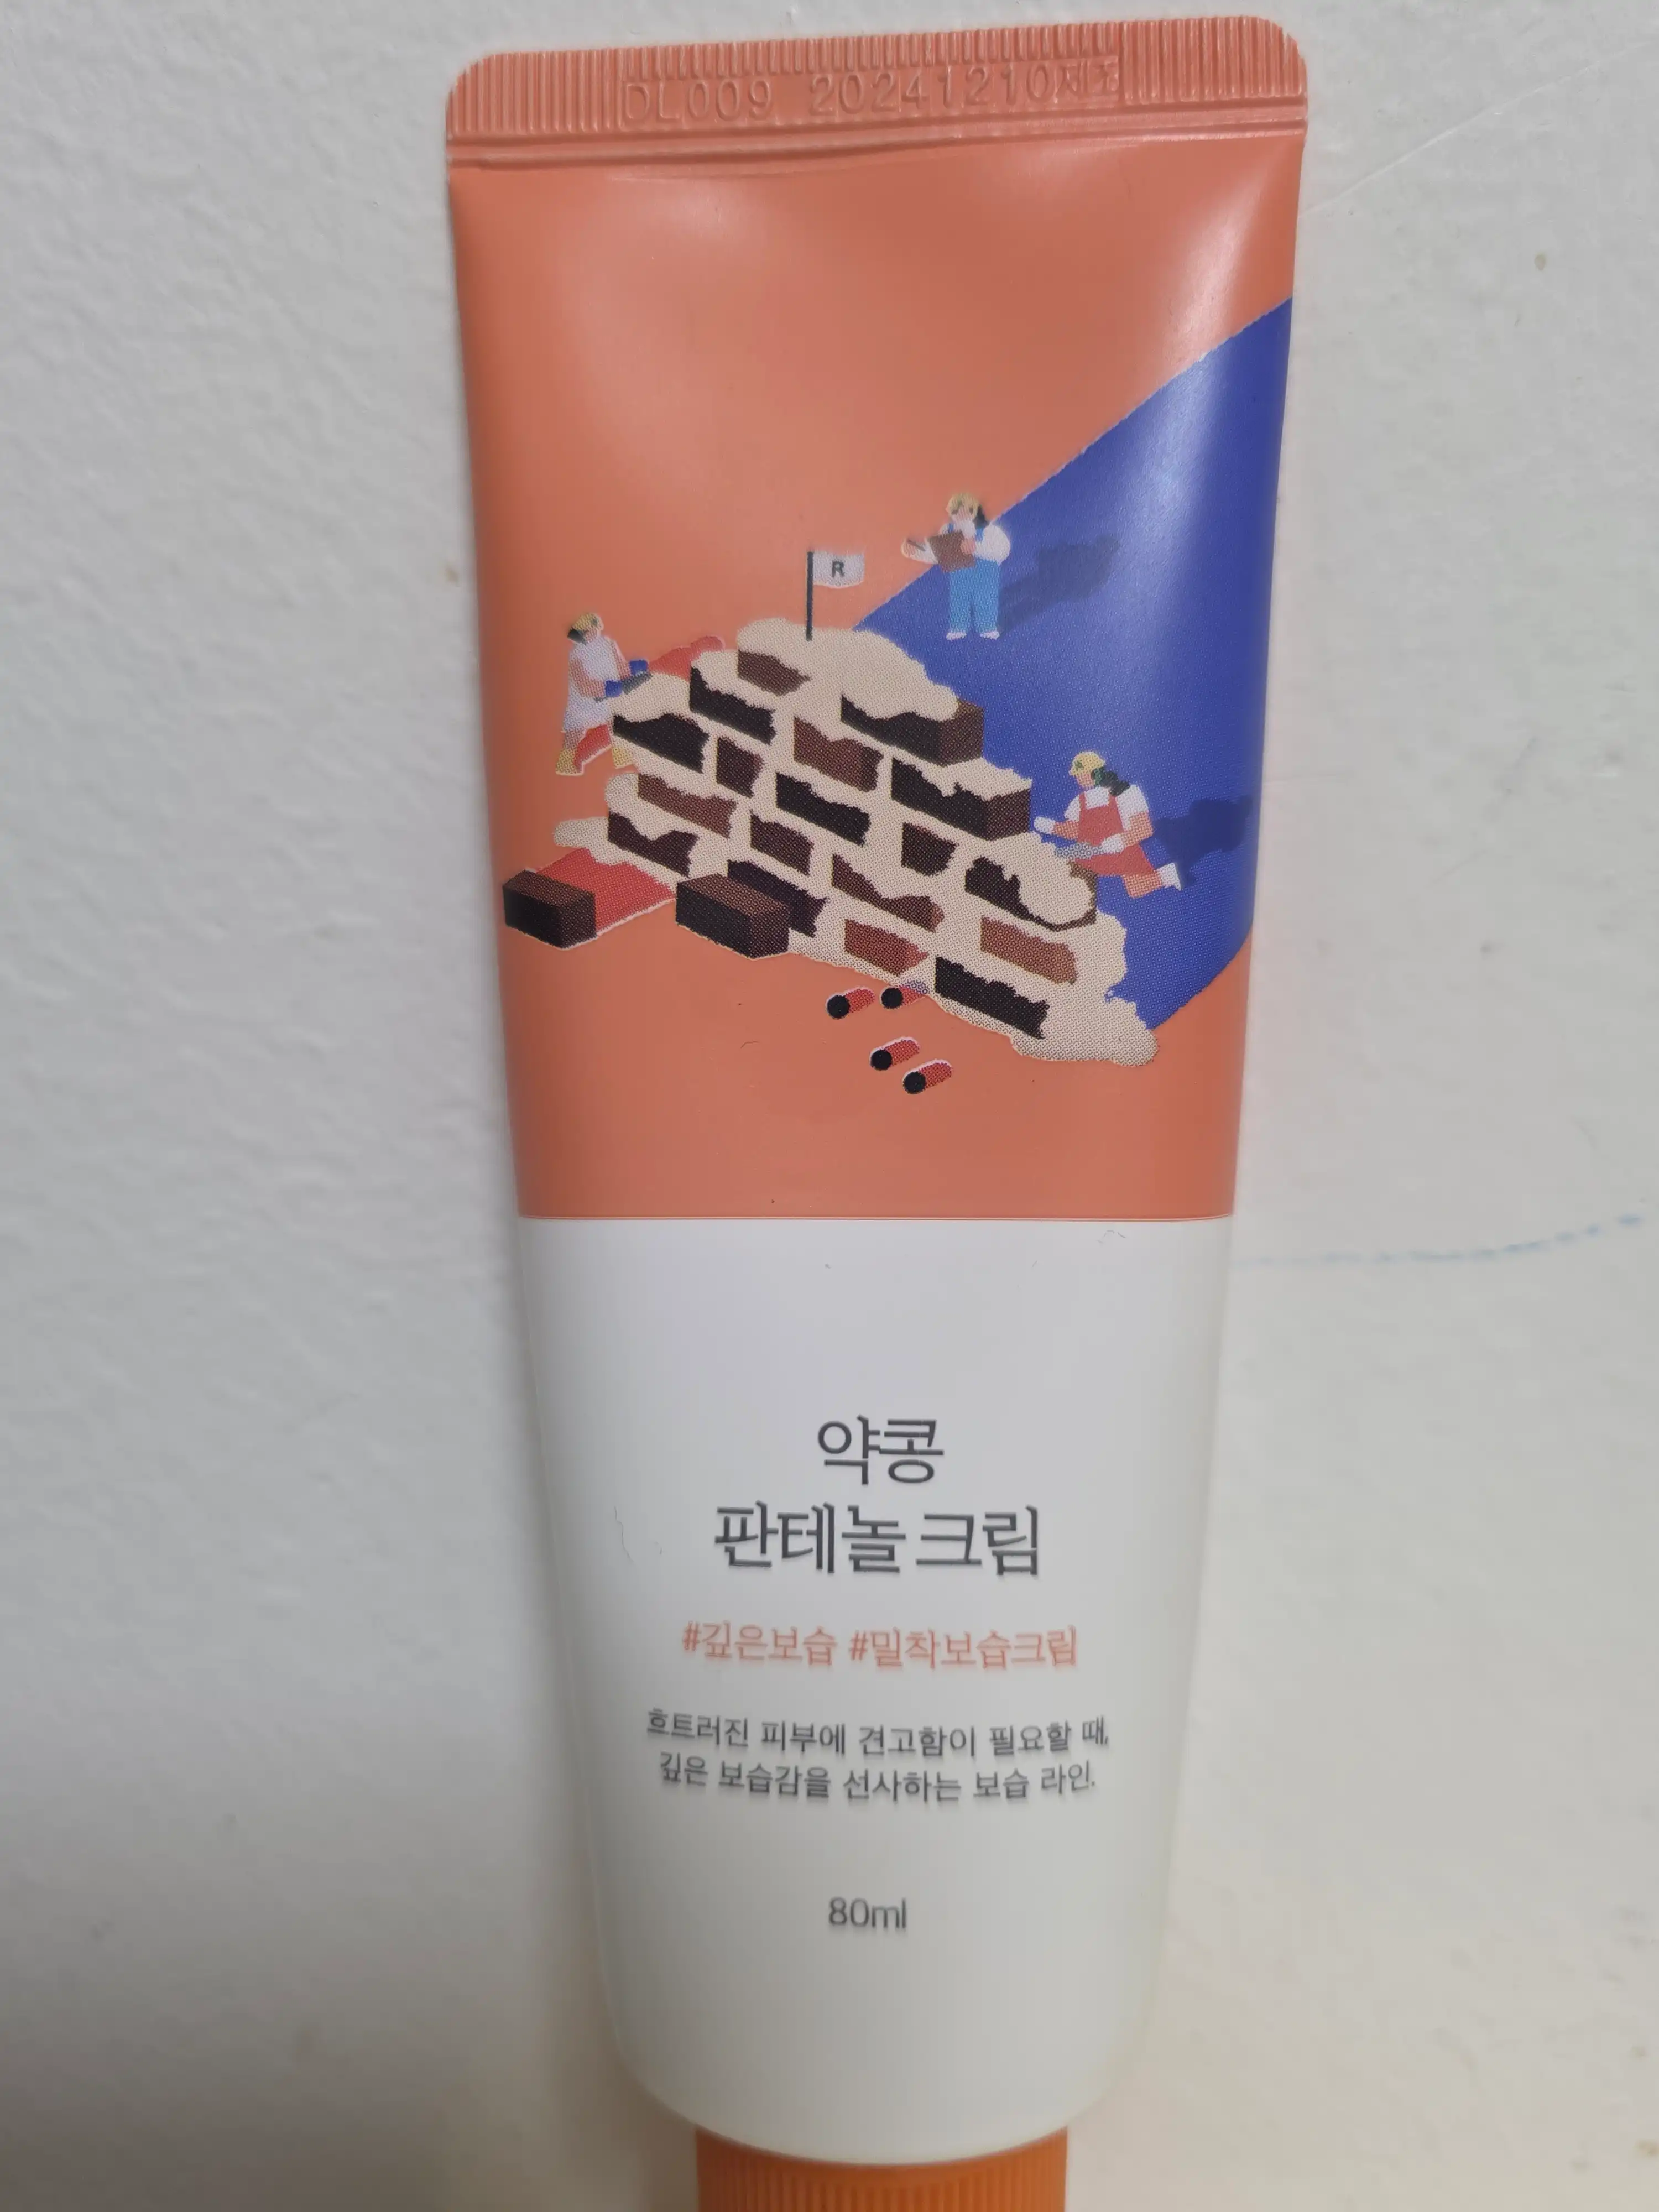 DL009 20241210제조
R
약콩
판테놀 크림
#깊은보습 #밀착보습크림
흐트러진 피부에 견고함이 필요할 때,
깊은 보습감을 선사하는 보습 라인.
80ml